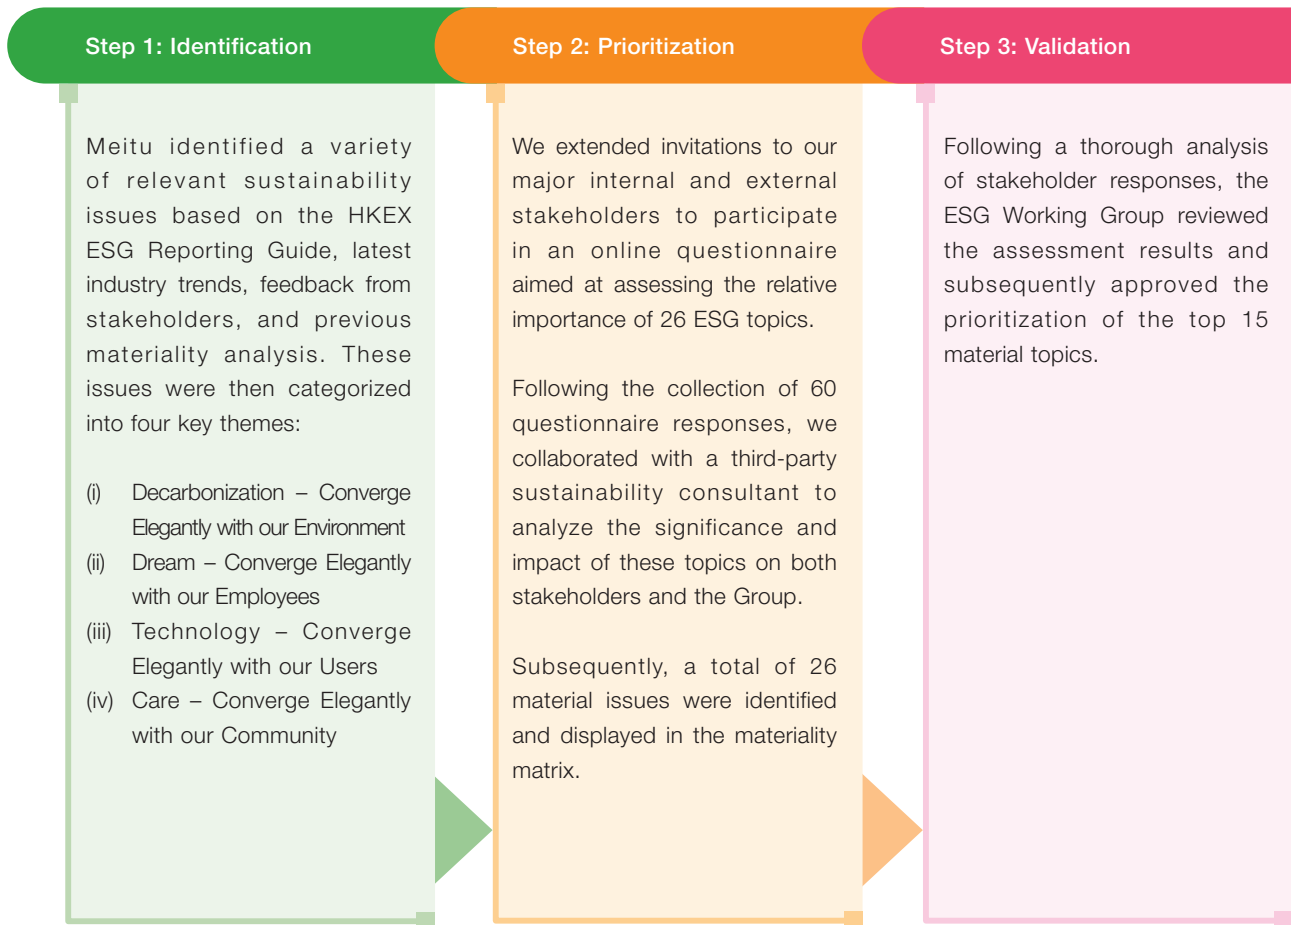 Step 1: Identification
Meitu identified a variety
of relevant sustainability
issues based on the HKEX
ESG Reporting Guide, latest
industry trends, feedback from
stakeholders, and previous
materiality analysis. These
issues were then categorized
into four key themes:
(i) Decarbonization – Converge
Elegantly with our Environment
(ii) Dream – Converge Elegantly
with our Employees
(iii) Technology – Converge
Elegantly with our Users
(iv) Care – Converge Elegantly
with our Community
Step 2: Prioritization
We extended invitations to our
major internal and external
stakeholders to participate
in an online questionnaire
aimed at assessing the relative
importance of 26 ESG topics.
Following the collection of 60
questionnaire responses, we
collaborated with a third-party
sustainability consultant to
analyze the significance and
impact of these topics on both
stakeholders and the Group.
Subsequently, a total of 26
material issues were identified
and displayed in the materiality
matrix.
Step 3: Validation
Following a thorough analysis
of stakeholder responses, the
ESG Working Group reviewed
the assessment results and
subsequently approved the
prioritization of the top 15
material topics.